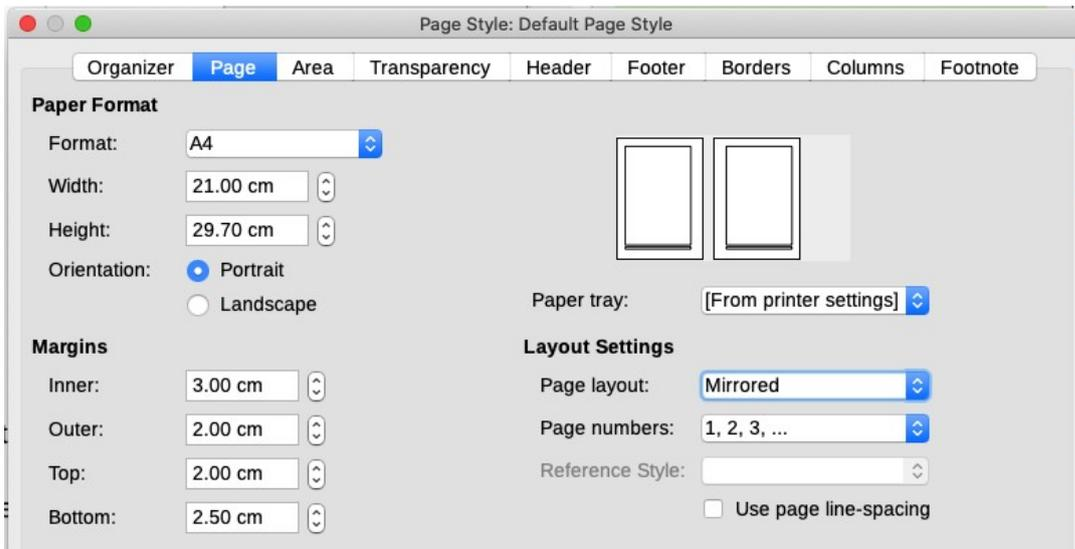 Page Style: Default Page Style
Organizer Page Area Transparency Header Footer Borders Columns Footnote
Paper Format
Format: A4
Width: 21.00 cm
Height: 29.70 cm
Orientation: Portrait
Landscape
Paper tray: [From printer settings]
Margins
Inner: 3.00 cm
Outer: 2.00 cm
Top: 2.00 cm
Bottom: 2.50 cm
Layout Settings
Page layout: Mirrored
Page numbers: 1, 2, 3, ...
Reference Style:
Use page line-spacing